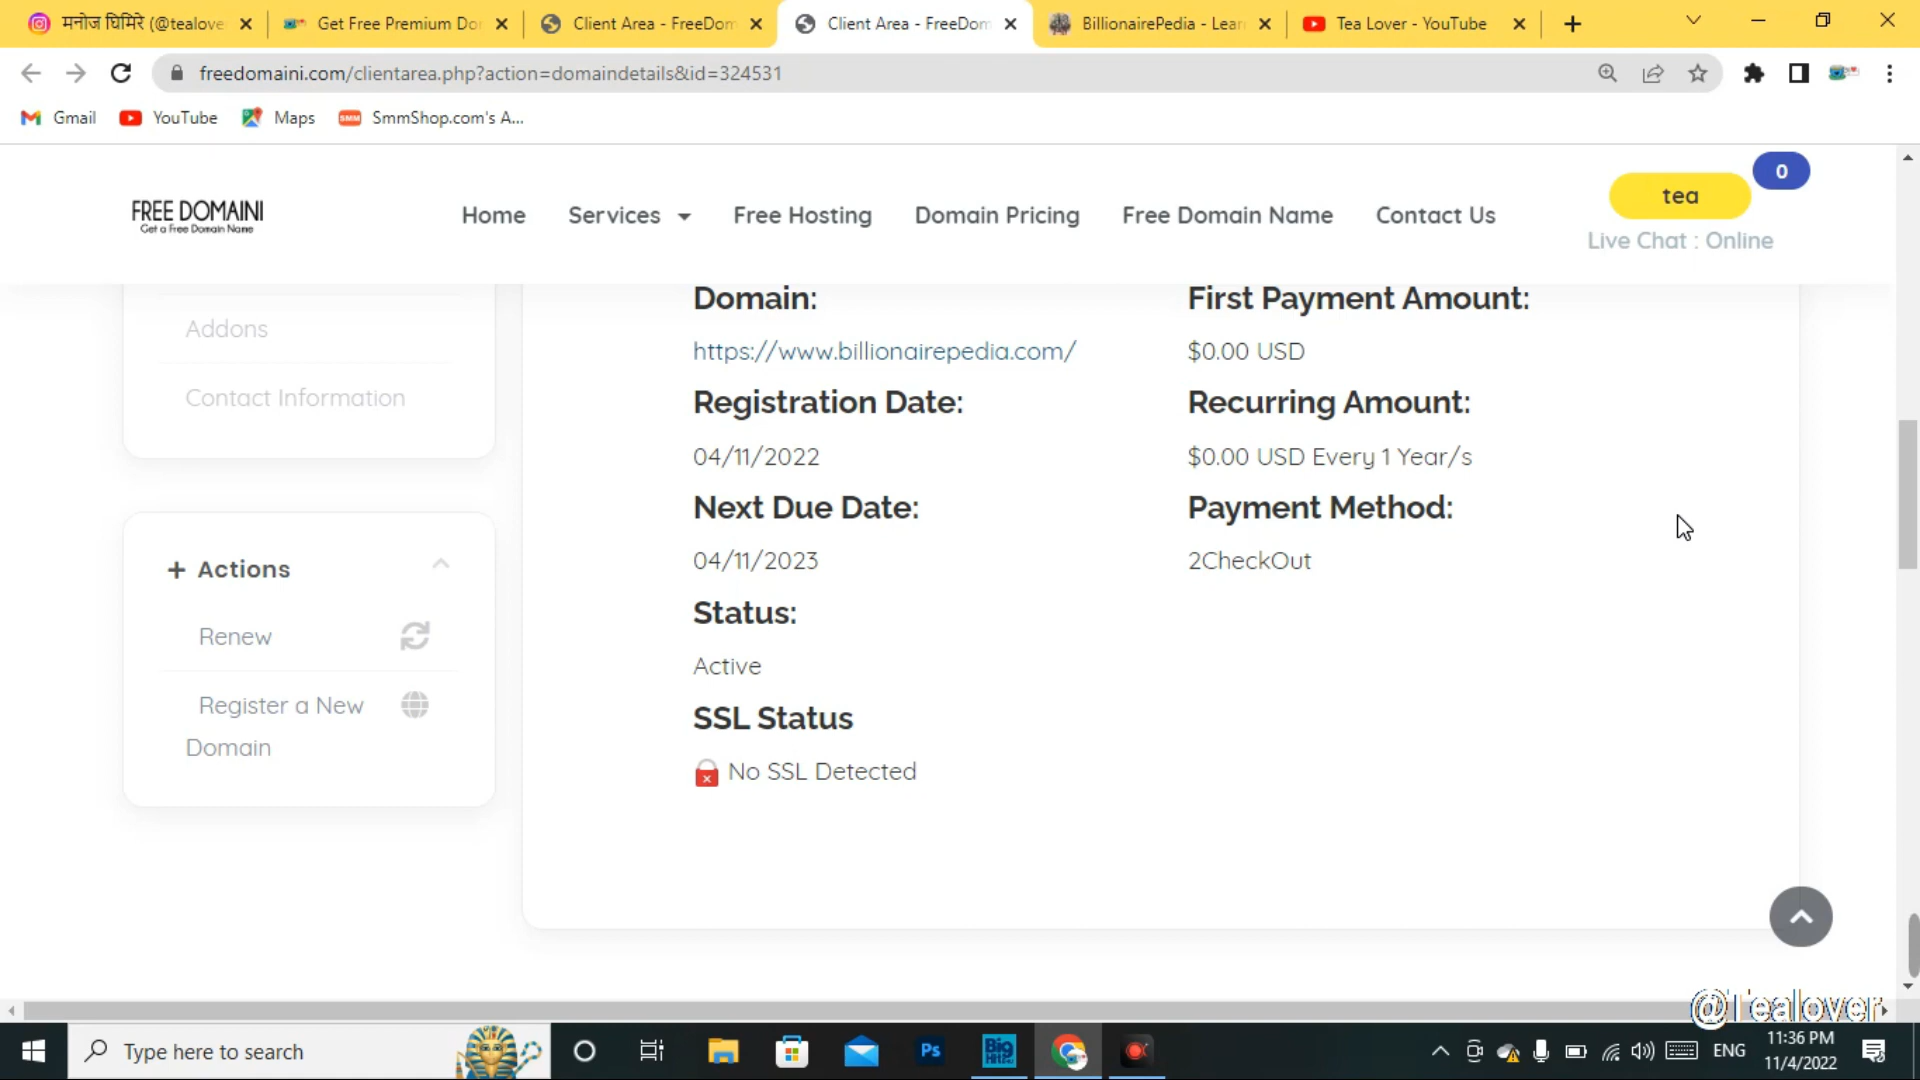 मनोज घिमिरे (@tealove
Get Free Premium Do
Client Area - FreeDom
Client Area - FreeDom
BillionairePedia - Lear
Tea Lover - YouTube
freedomaini.com/clientarea.php?action=domaindetails&id=324531
Gmail
YouTube
Maps
SmmShop.com's A...
FREE DOMAINI
Get a Free Domain Name
Home
Services
Free Hosting
Domain Pricing
Free Domain Name
Contact Us
tea
0
Live Chat : Online
Addons
Contact Information
+ Actions
Renew
Register a New
Domain
Domain:
https://www.billionairepedia.com/
Registration Date:
04/11/2022
Next Due Date:
04/11/2023
Status:
Active
SSL Status
No SSL Detected
First Payment Amount:
$0.00 USD
Recurring Amount:
$0.00 USD Every 1 Year/s
Payment Method:
2CheckOut
@Tealover
Type here to search
Ps
ENG
11:36 PM
11/4/2022